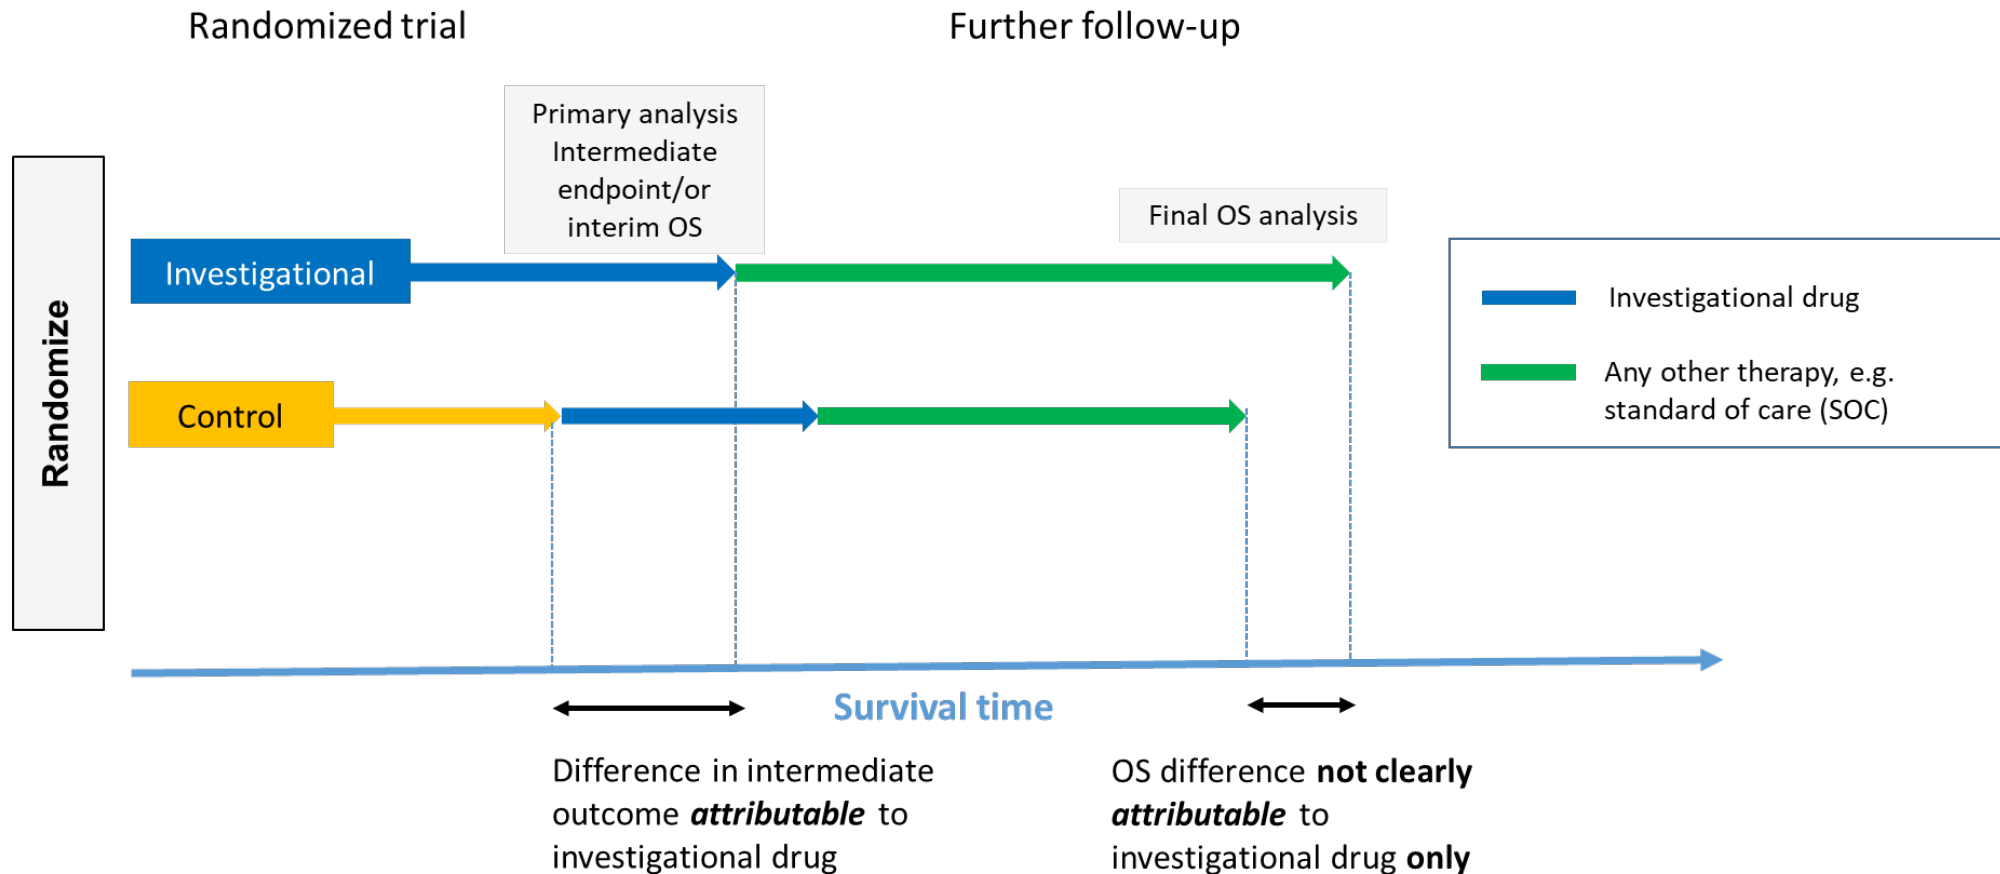 Randomized trial
Further follow-up
Primary analysis
Intermediate
endpoint/or
interim OS
Final OS analysis
Randomize
Investigational
Control
Investigational drug
Any other therapy, e.g.
standard of care (SOC)
Survival time
Difference in intermediate
outcome attributable to
investigational drug
OS difference not clearly
attributable to
investigational drug only